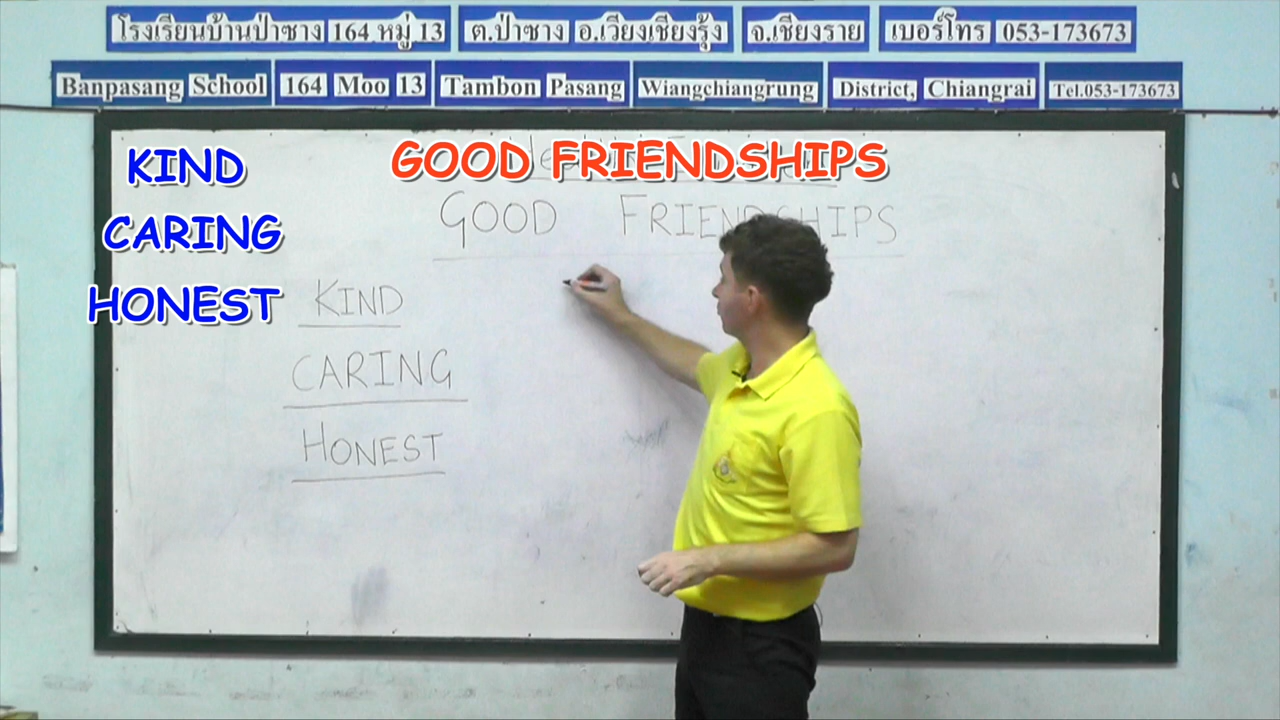 โรงเรียนบ้านป่าซาง 164 หมู่ 13 ต.ป่าซาง อ.เวียงเชียงรุ้ง จ.เชียงราย เบอร์โทร 053-173673
Banpasang School 164 Moo 13 Tambon Pasang Wiangchiangrung District, Chiangrai Tel.053-173673
GOOD FRIENDSHIPS
KIND
CARING
HONEST
GOOD FRIENDSHIPS
KIND
CARING
HONEST